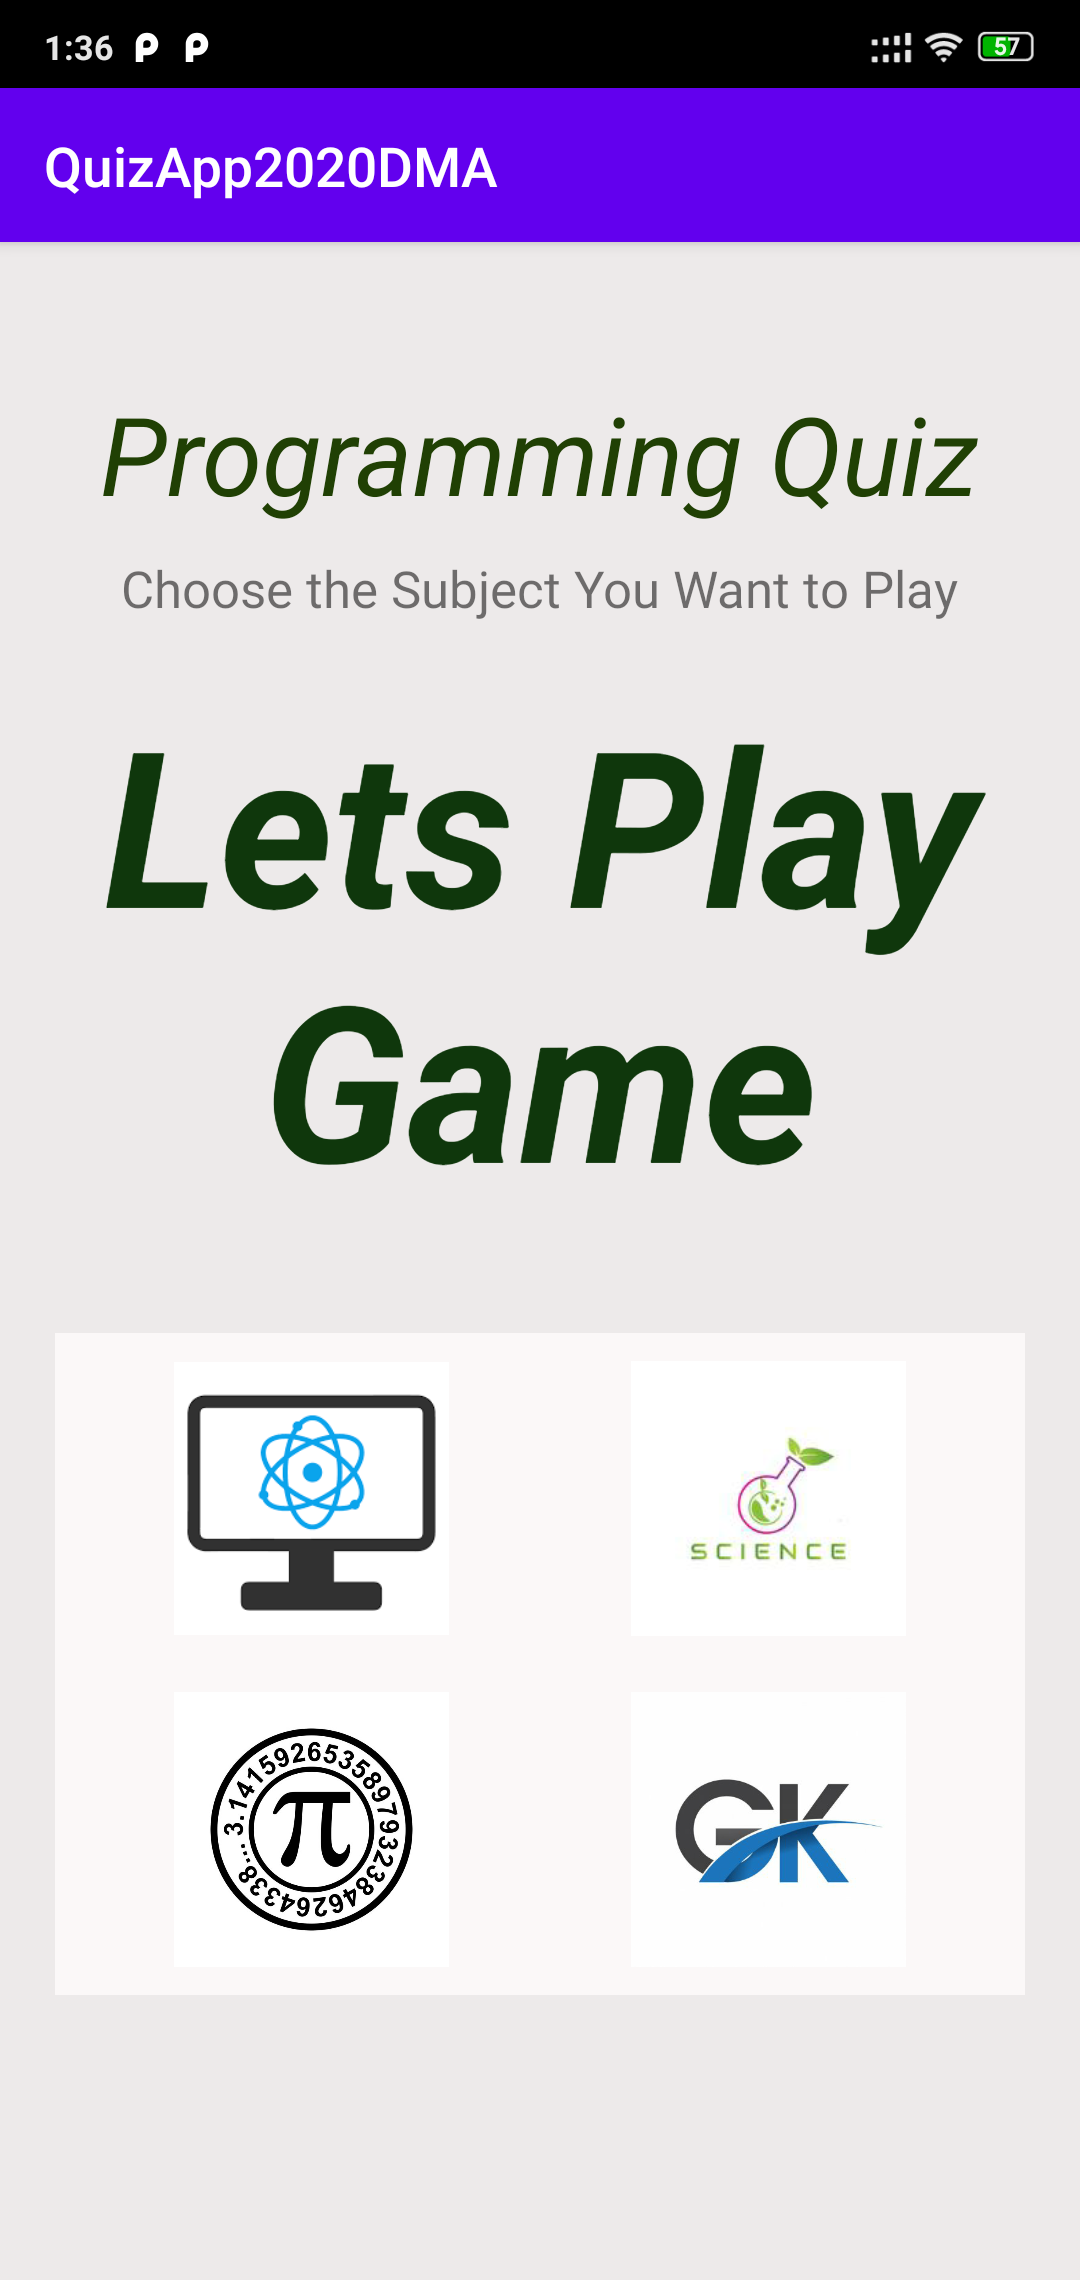 1:36
57
QuizApp2020DMA
Programming Quiz
Choose the Subject You Want to Play
Lets Play
Game
SCIENCE
3.14159265358979323846264338...
π
GK